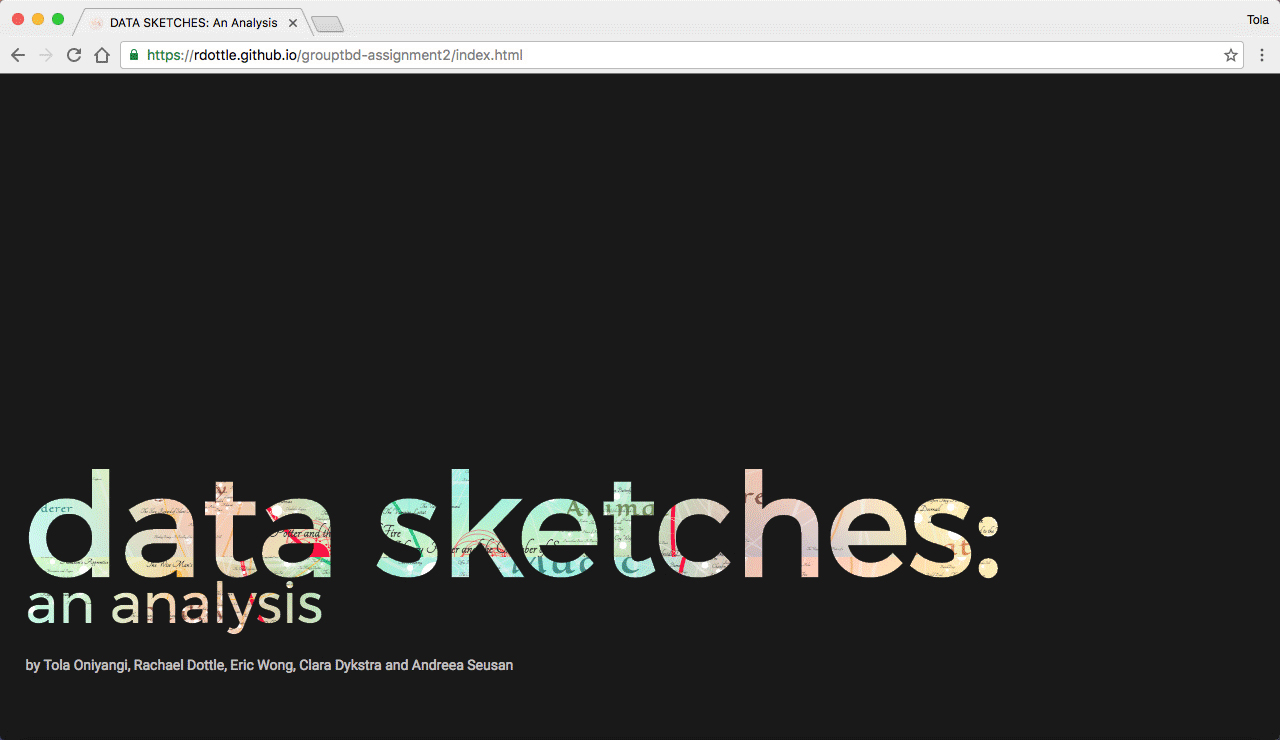 DATA SKETCHES: An Analysis
Tola
https://rdottle.github.io/grouptbd-assignment2/index.html
data sketches:
an analysis
by Tola Oniyangi, Rachael Dottle, Eric Wong, Clara Dykstra and Andreea Seusan